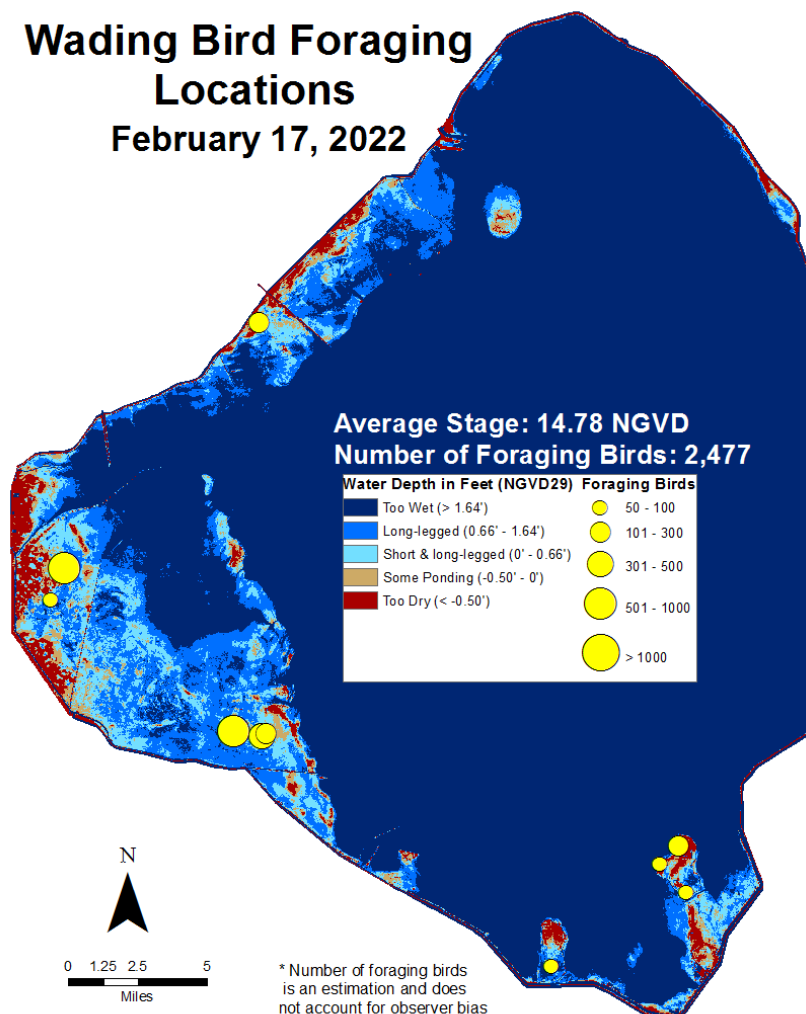 Wading Bird Foraging
Locations
February 17, 2022
Average Stage: 14.78 NGVD
Number of Foraging Birds: 2,477
Water Depth in Feet (NGVD29)
Too Wet (> 1.64')
Long-legged (0.66' - 1.64')
Short & long-legged (0' - 0.66')
Some Ponding (-0.50' - 0')
Too Dry (< -0.50')
Foraging Birds
50 - 100
101 - 300
301 - 500
501 - 1000
> 1000
N
0 1.25 2.5 5
Miles
* Number of foraging birds
is an estimation and does
not account for observer bias